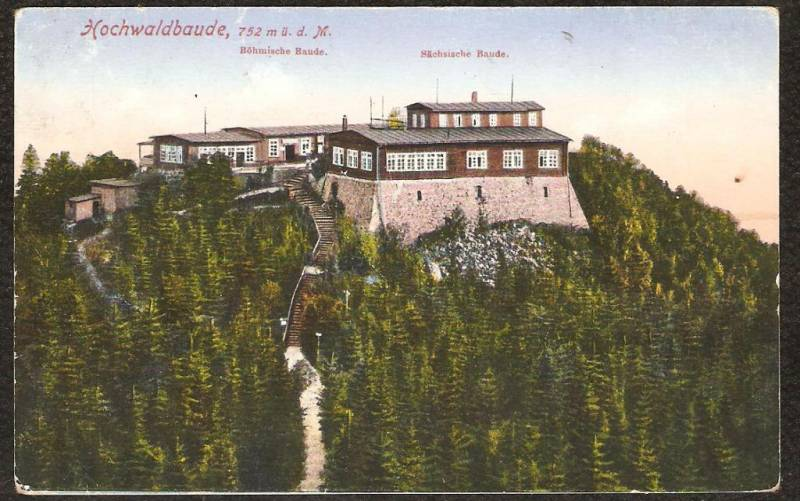 Hochwaldbaude, 752 m ü. d. M.
Böhmische Baude.
Sächsische Baude.